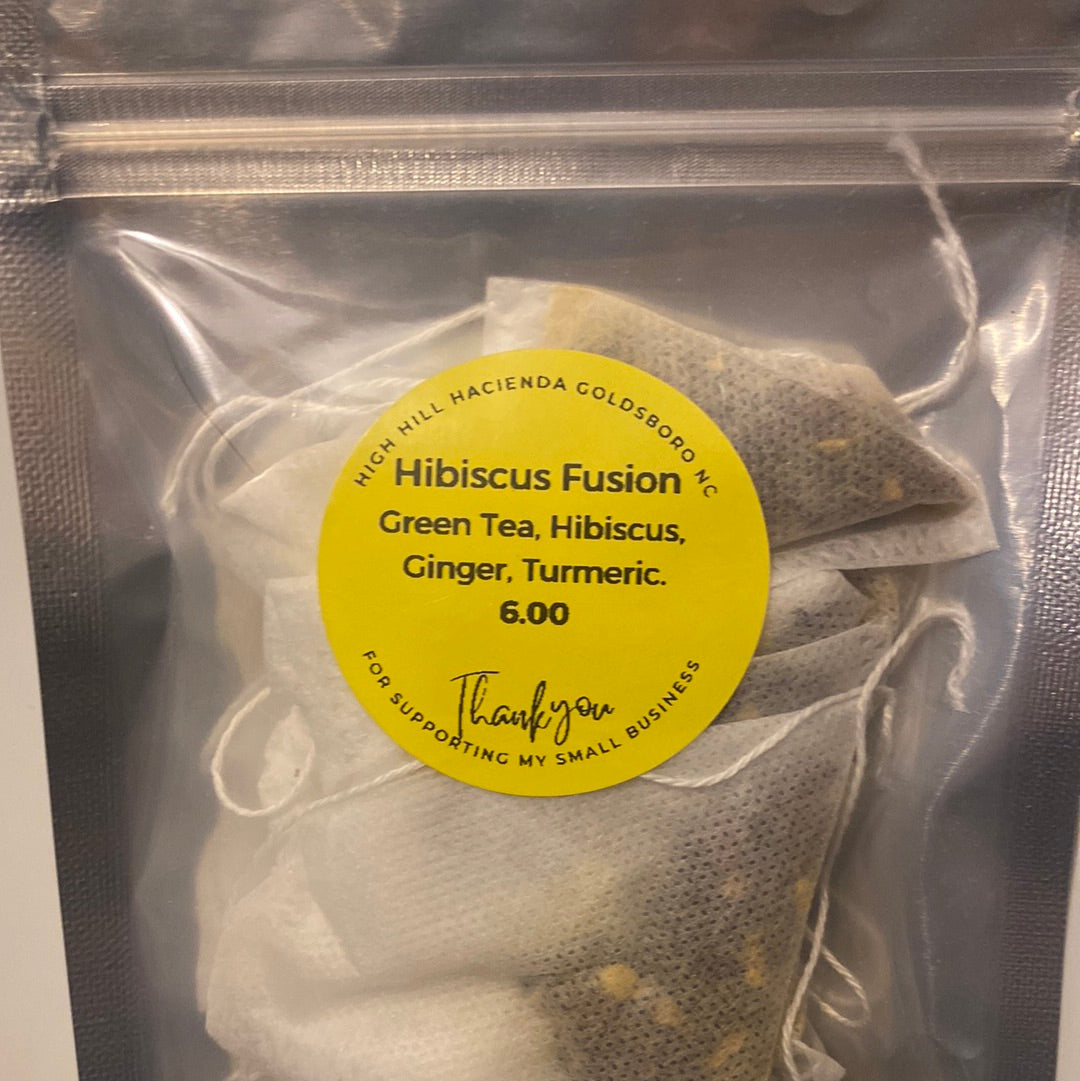 HIGH HILL HACIENDA GOLDSBORO NC
Hibiscus Fusion
Green Tea, Hibiscus,
Ginger, Turmeric.
6.00
Thankyou
FOR SUPPORTING MY SMALL BUSINESS